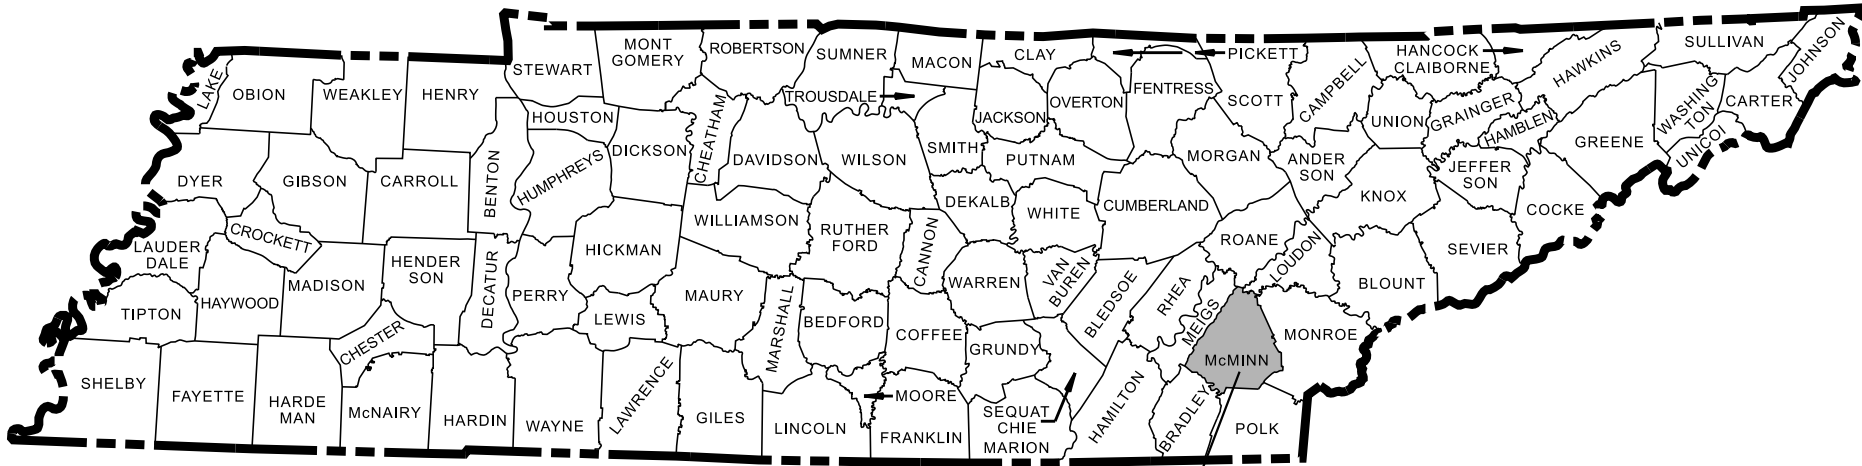 STEWART
MONT
GOMERY
ROBERTSON
SUMNER
MACON
CLAY
PICKETT
HANCOCK
CLAIBORNE
HAWKINS
SULLIVAN
JOHNSON
LAKE
OBION
WEAKLEY
HENRY
HOUSTON
CHEATHAM
TROUSDALE
SMITH
JACKSON
OVERTON
FENTRESS
SCOTT
CAMPBELL
UNION
GRAINGER
HAMBLEN
GREENE
WASHING
TON
UNICOI
CARTER
DYER
GIBSON
CARROLL
BENTON
HUMPHREYS
DICKSON
DAVIDSON
WILSON
DEKALB
PUTNAM
WHITE
CUMBERLAND
MORGAN
ANDER
SON
KNOX
JEFFER
SON
COCKE
SEVIER
LAUDER
DALE
CROCKETT
MADISON
HENDER
SON
DECATUR
PERRY
HICKMAN
WILLIAMSON
RUTHER
FORD
CANNON
WARREN
VAN
BUREN
BLEDSOE
RHEA
MEIGS
ROANE
LOUDON
BLOUNT
TIPTON
HAYWOOD
CHESTER
LEWIS
MAURY
MARSHALL
BEDFORD
COFFEE
GRUNDY
McMINN
MONROE
SHELBY
FAYETTE
HARDE
MAN
McNAIRY
HARDIN
WAYNE
LAWRENCE
GILES
LINCOLN
MOORE
FRANKLIN
SEQUAT
CHIE
MARION
HAMILTON
BRADLEY
POLK